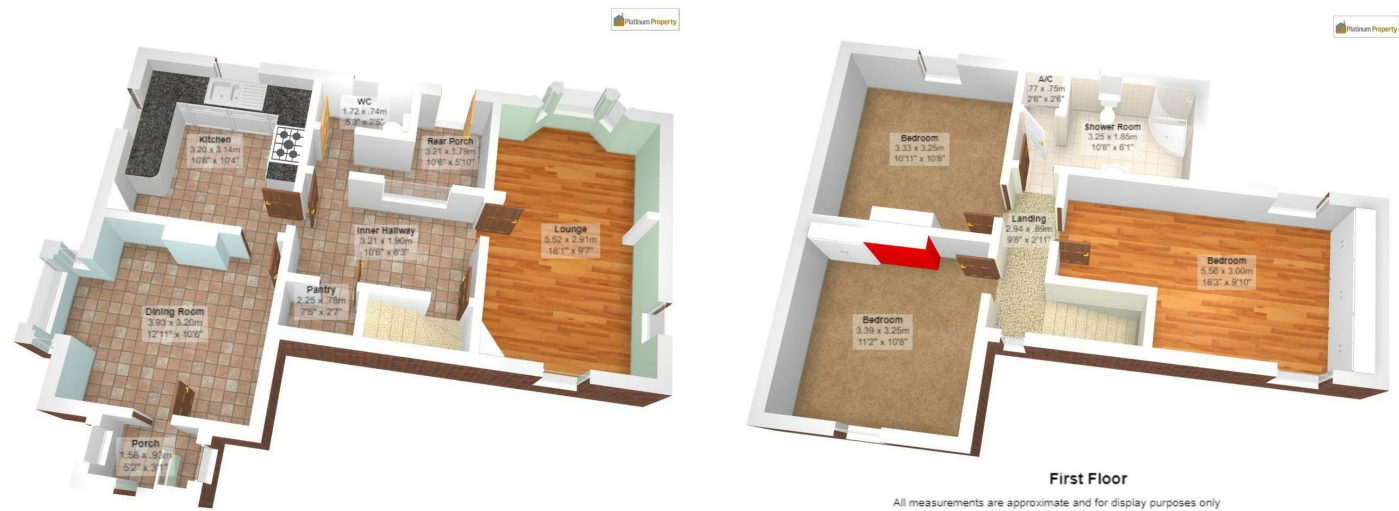 Platinum Property
WC
1.72 x .74m
5'8" x 2'5"
Kitchen
3.20 x 3.14m
10'6" x 10'4"
Rear Porch
3.21 x 1.79m
10'6" x 5'10"
Inner Hallway
3.21 x 1.90m
10'6" x 6'3"
Lounge
5.52 x 2.91m
18'1" x 9'7"
Pantry
2.25 x .78m
7'5" x 2'7"
Dining Room
3.93 x 3.20m
12'11" x 10'6"
Porch
1.58 x .93m
5'2" x 3'1"
Platinum Property
A/C
.77 x .75m
2'6" x 2'6"
Shower Room
3.25 x 1.85m
10'8" x 6'1"
Bedroom
3.33 x 3.25m
10'11" x 10'8"
Landing
2.94 x .89m
9'8" x 2'11"
Bedroom
5.56 x 3.00m
18'3" x 9'10"
Bedroom
3.39 x 3.25m
11'2" x 10'8"
First Floor
All measurements are approximate and for display purposes only